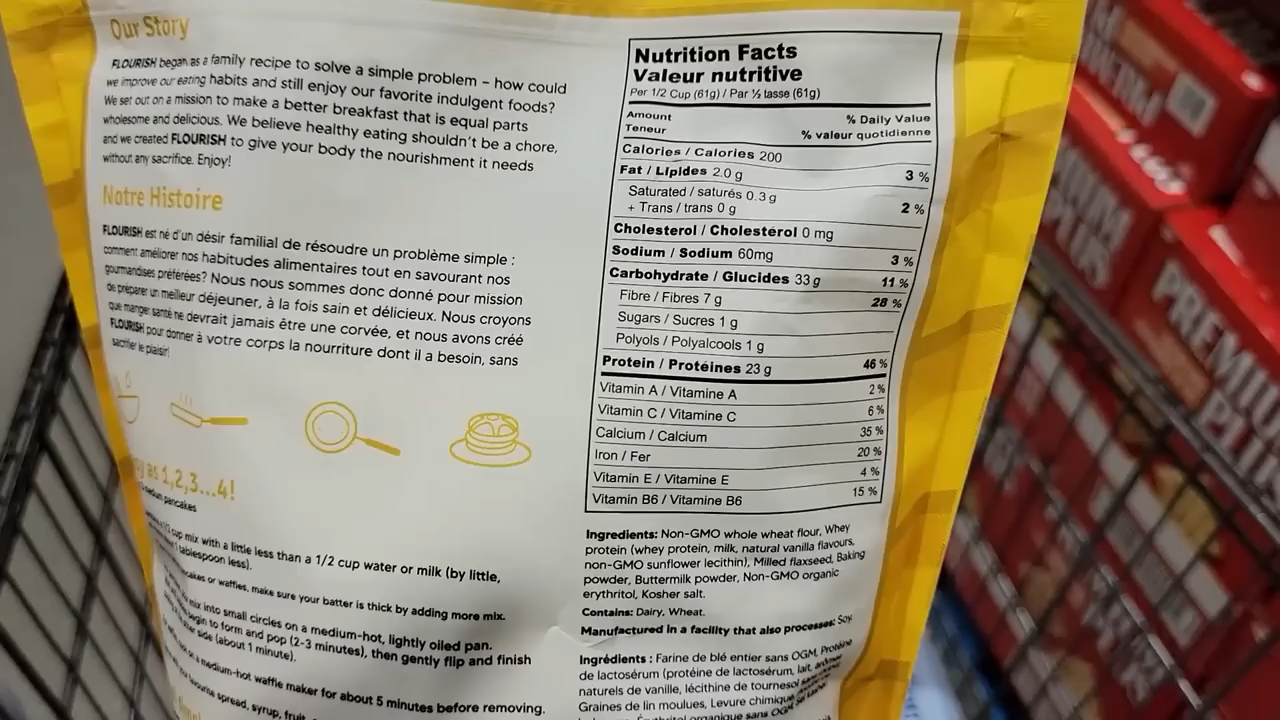 Our Story
FLOURISH began as a family recipe to solve a simple problem – how could
we improve our eating habits and still enjoy our favorite indulgent foods?
We set out on a mission to make a better breakfast that is equal parts
wholesome and delicious. We believe healthy eating shouldn't be a chore,
and we created FLOURISH to give your body the nourishment it needs
without any sacrifice. Enjoy!
Notre Histoire
FLOURISH est né d'un désir familial de résoudre un problème simple :
comment améliorer nos habitudes alimentaires tout en savourant nos
gourmandises préférées? Nous nous sommes donc donné pour mission
de préparer un meilleur déjeuner, à la fois sain et délicieux. Nous croyons
que manger santé ne devrait jamais être une corvée, et nous avons créé
FLOURISH pour donner à votre corps la nourriture dont il a besoin, sans
sacrifier le plaisir!
as 1,2,3...4!
medium pancakes
cup mix with a little less than a 1/2 cup water or milk (by little,
1 tablespoon less).
or waffles, make sure your batter is thick by adding more mix.
mix into small circles on a medium-hot, lightly oiled pan.
begin to form and pop (2-3 minutes), then gently flip and finish
side (about 1 minute).
a medium-hot waffle maker for about 5 minutes before removing.
favourite spread, syrup, fruit,
Nutrition Facts
Valeur nutritive
Per 1/2 Cup (61g) / Par ½ tasse (61g)
Amount % Daily Value
Teneur % valeur quotidienne
Calories / Calories 200
Fat / Lipides 2.0 g 3 %
Saturated / saturés 0.3 g
+ Trans / trans 0 g 2 %
Cholesterol / Cholestérol 0 mg
Sodium / Sodium 60mg 3 %
Carbohydrate / Glucides 33 g 11 %
Fibre / Fibres 7 g 28 %
Sugars / Sucres 1 g
Polyols / Polyalcools 1 g
Protein / Protéines 23 g 46 %
Vitamin A / Vitamine A 2 %
Vitamin C / Vitamine C 6 %
Calcium / Calcium 35 %
Iron / Fer 20 %
Vitamin E / Vitamine E 4 %
Vitamin B6 / Vitamine B6 15 %
Ingredients: Non-GMO whole wheat flour, Whey
protein (whey protein, milk, natural vanilla flavours,
non-GMO sunflower lecithin), Milled flaxseed, Baking
powder, Buttermilk powder, Non-GMO organic
erythritol, Kosher salt.
Contains: Dairy, Wheat.
Manufactured in a facility that also processes: Soy
Ingrédients : Farine de blé entier sans OGM, Protéine
de lactosérum (protéine de lactosérum, lait, arômes
naturels de vanille, lécithine de tournesol sans
Graines de lin moulues, Levure chimique,
organique sans OGM
PREMIUM
PLUS